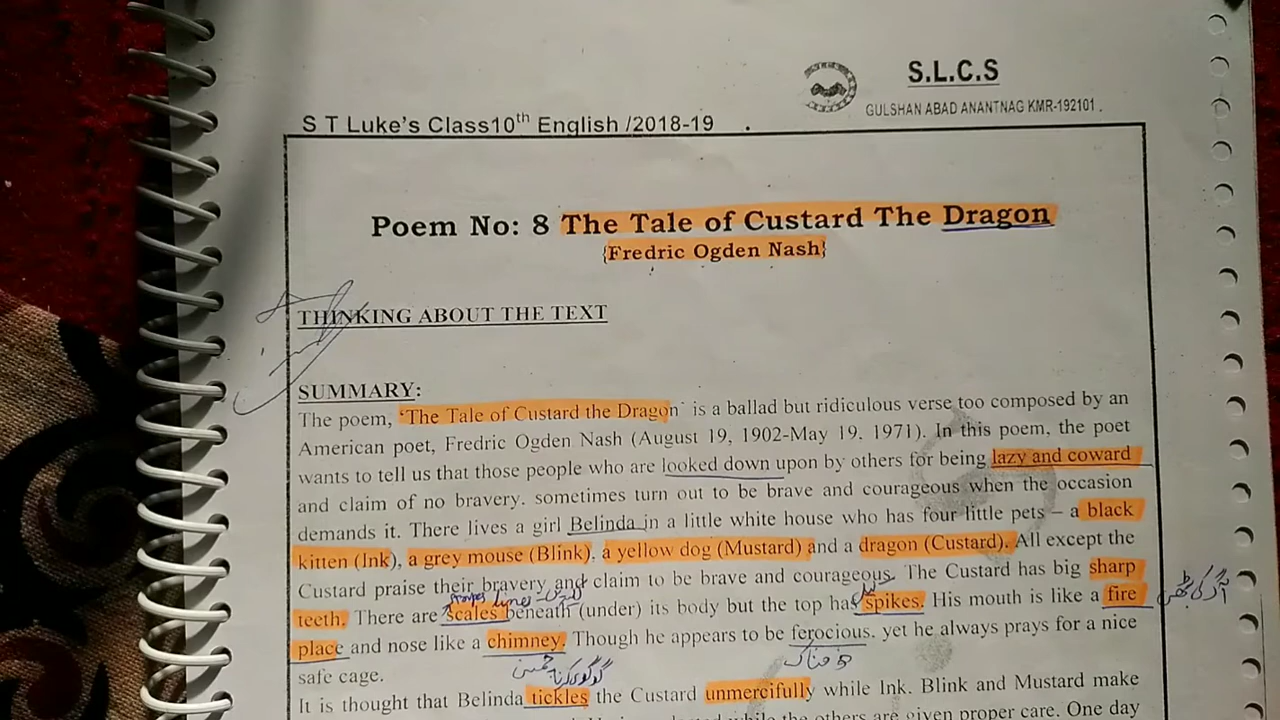 S.L.C.S
GULSHAN ABAD ANANTNAG KMR-192101 .
S T Luke's Class10th English /2018-19 .
Poem No: 8 The Tale of Custard The Dragon
{Fredric Ogden Nash}
THINKING ABOUT THE TEXT
SUMMARY:
The poem, 'The Tale of Custard the Dragon' is a ballad but ridiculous verse too composed by an
American poet, Fredric Ogden Nash (August 19, 1902-May 19, 1971). In this poem, the poet
wants to tell us that those people who are looked down upon by others for being lazy and coward
and claim of no bravery. sometimes turn out to be brave and courageous when the occasion
demands it. There lives a girl Belinda in a little white house who has four little pets – a black
kitten (Ink), a grey mouse (Blink), a yellow dog (Mustard) and a dragon (Custard). All except the
Custard praise their bravery and claim to be brave and courageous. The Custard has big sharp
teeth. There are scales beneath (under) its body but the top has spikes. His mouth is like a fire
place and nose like a chimney. Though he appears to be ferocious. yet he always prays for a nice
safe cage.
It is thought that Belinda tickles the Custard unmercifully while Ink. Blink and Mustard make
while the others are given proper care. One day